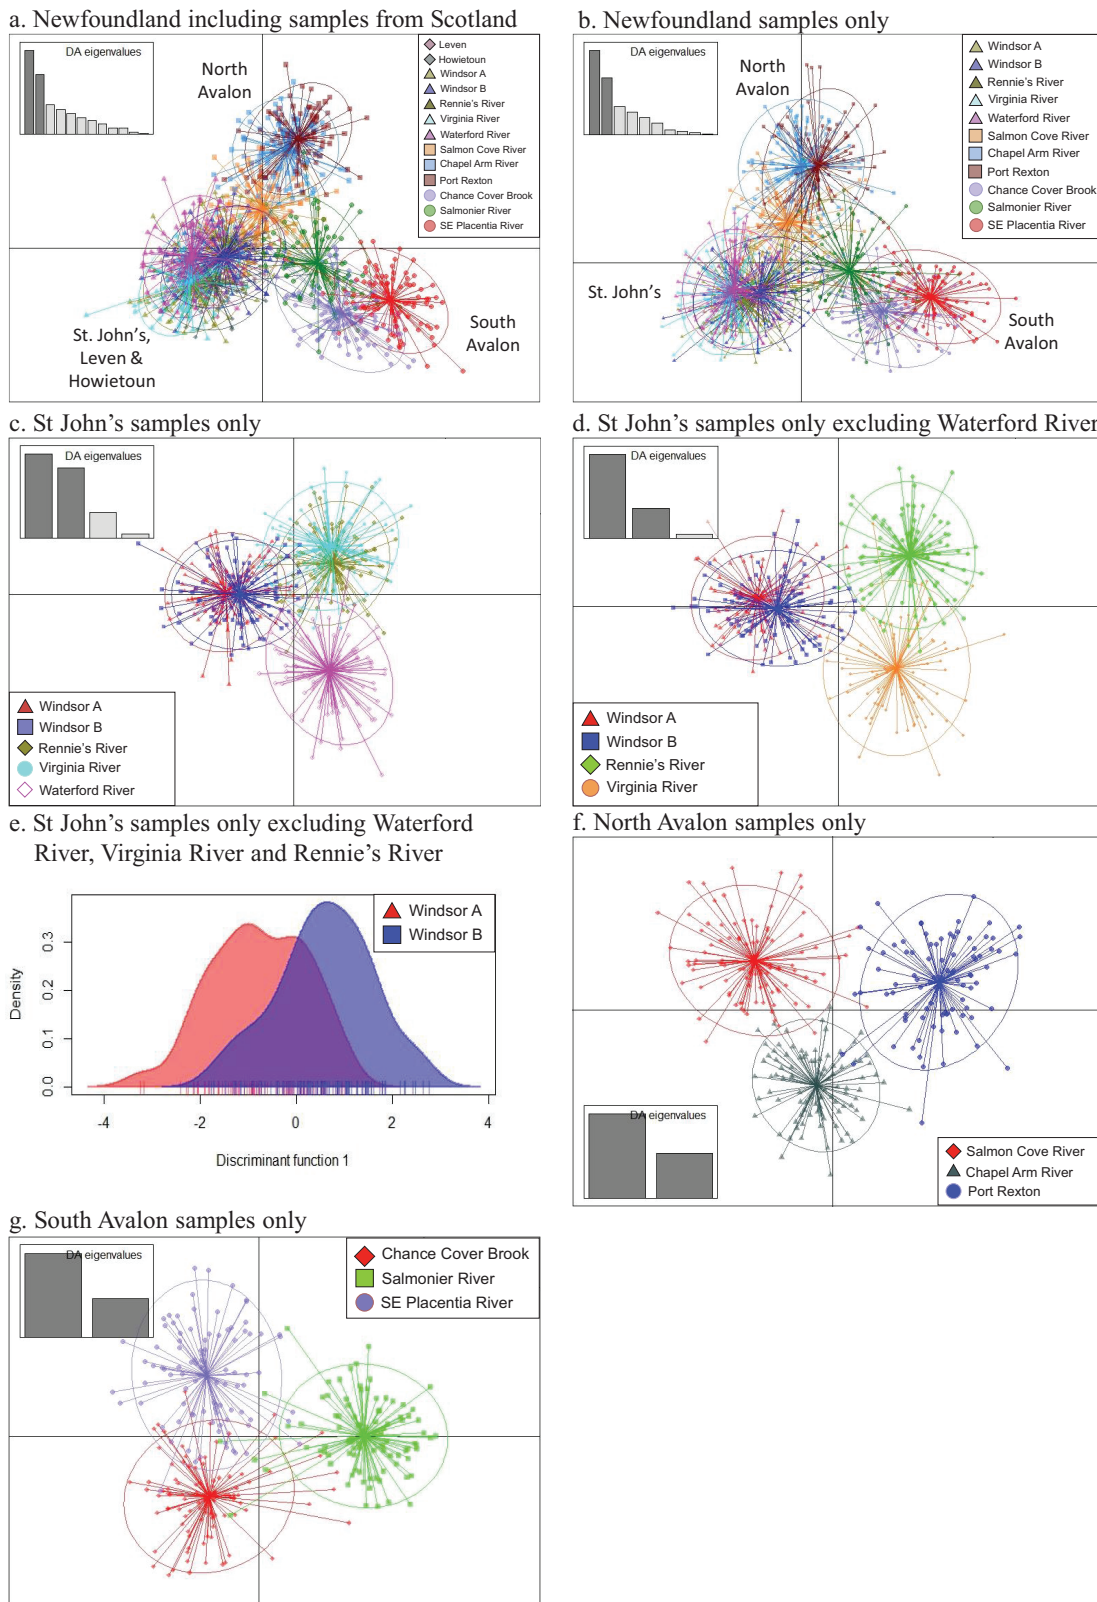 a. Newfoundland including samples from Scotland
DA eigenvalues
North
Avalon
Leven
Howietoun
Windsor A
Windsor B
Rennie's River
Virginia River
Waterford River
Salmon Cove River
Chapel Arm River
Port Rexton
Chance Cover Brook
Salmonier River
SE Placentia River
St. John's,
Leven &
Howietoun
South
Avalon
b. Newfoundland samples only
DA eigenvalues
North
Avalon
Windsor A
Windsor B
Rennie's River
Virginia River
Waterford River
Salmon Cove River
Chapel Arm River
Port Rexton
Chance Cover Brook
Salmonier River
SE Placentia River
St. John's
South
Avalon
c. St John's samples only
DA eigenvalues
Windsor A
Windsor B
Rennie's River
Virginia River
Waterford River
d. St John's samples only excluding Waterford River
DA eigenvalues
Windsor A
Windsor B
Rennie's River
Virginia River
e. St John's samples only excluding Waterford
River, Virginia River and Rennie's River
Windsor A
Windsor B
Density
0.0 0.1 0.2 0.3
-4 -2 0 2 4
Discriminant function 1
f. North Avalon samples only
DA eigenvalues
Salmon Cove River
Chapel Arm River
Port Rexton
g. South Avalon samples only
DA eigenvalues
Chance Cover Brook
Salmonier River
SE Placentia River